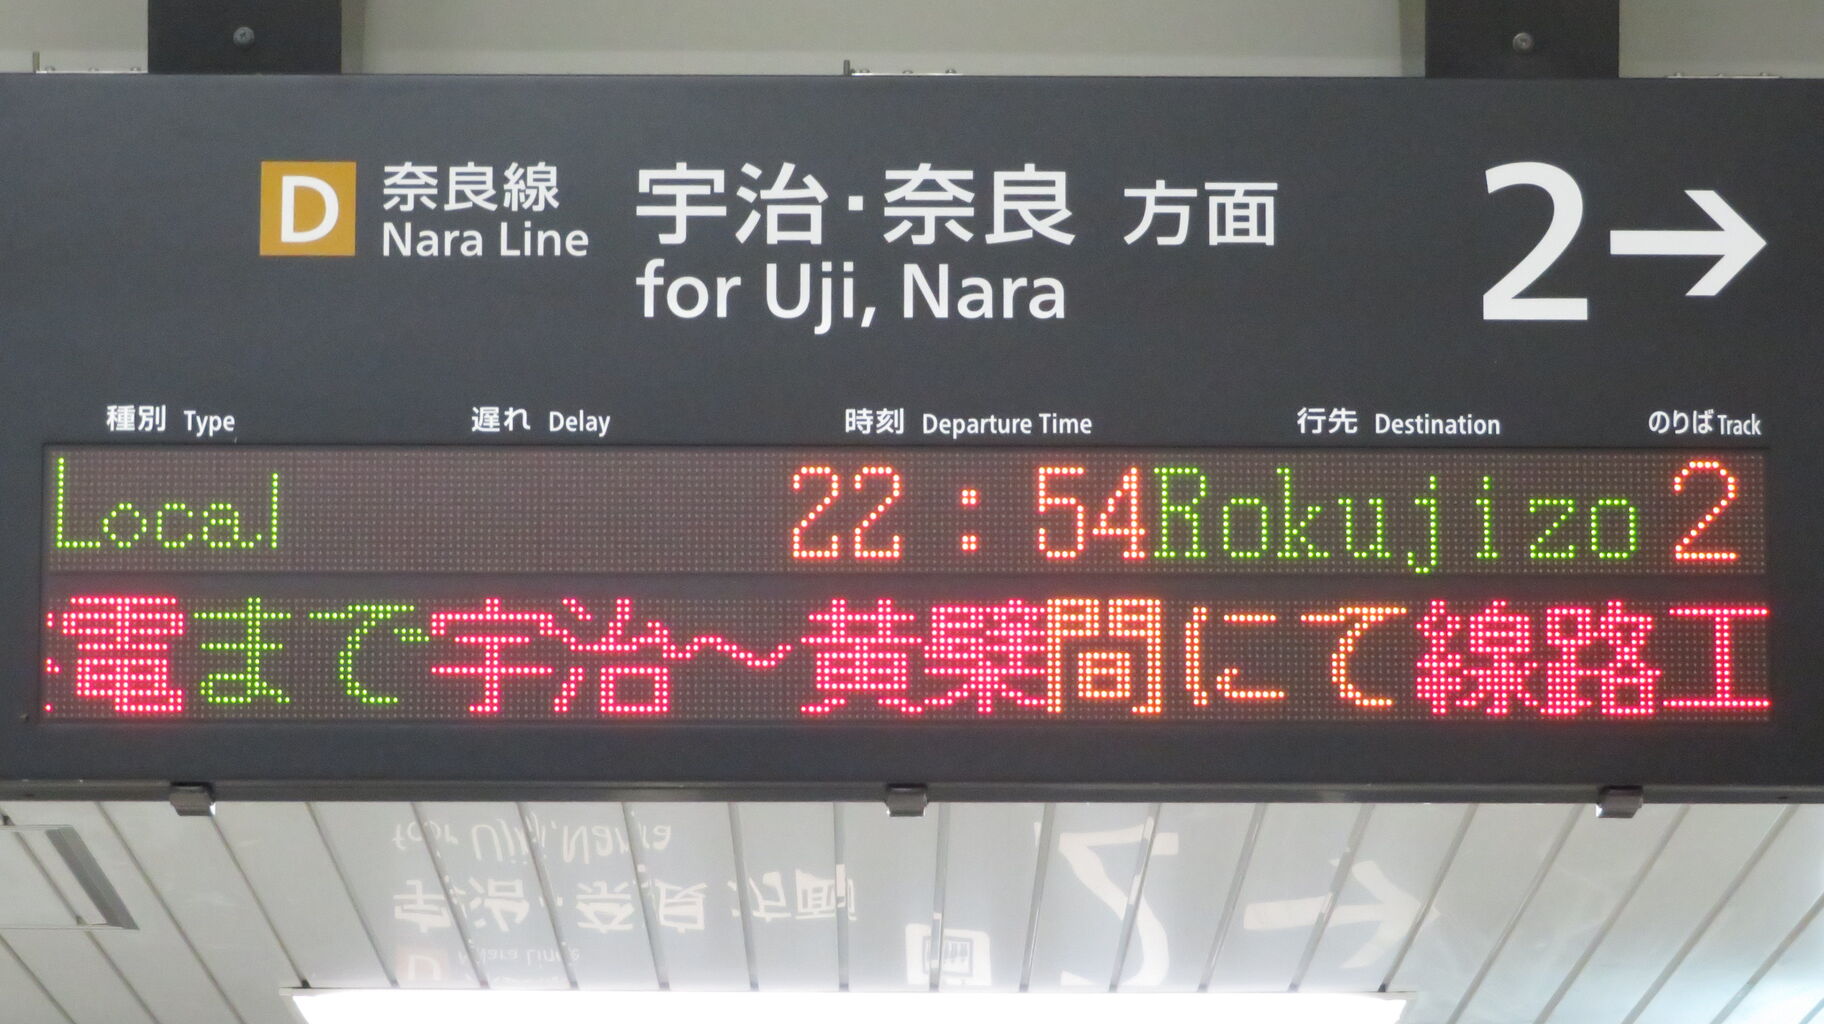 D 奈良線 宇治・奈良 方面 2→
Nara Line for Uji, Nara
種別 Type 遅れ Delay 時刻 Departure Time 行先 Destination のりば Track
Local 22:54 Rokujizo 2
電まで宇治～黄檗間にて線路工